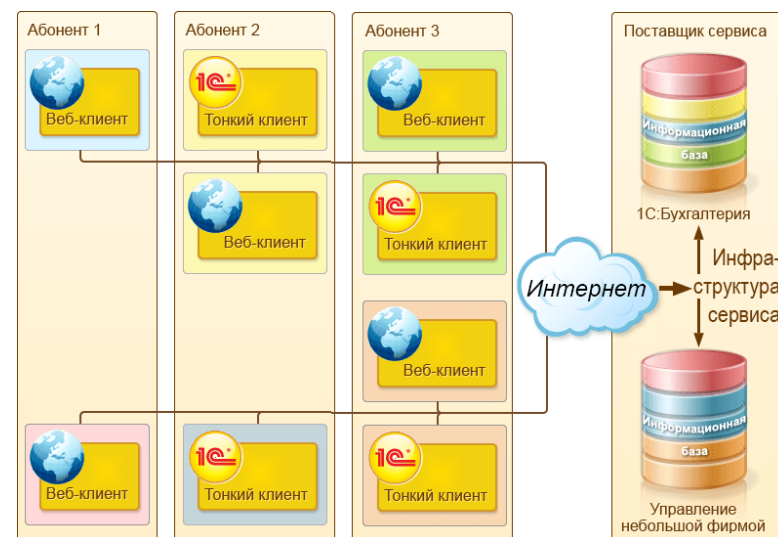 Абонент 1
Веб-клиент
Веб-клиент
Абонент 2
1С
Тонкий клиент
Веб-клиент
1С
Тонкий клиент
Абонент 3
Веб-клиент
1С
Тонкий клиент
Веб-клиент
1С
Тонкий клиент
Интернет
Поставщик сервиса
Информационная
база
1С:Бухгалтерия
Инфра-
структура
сервиса
Информационная
база
Управление
небольшой фирмой